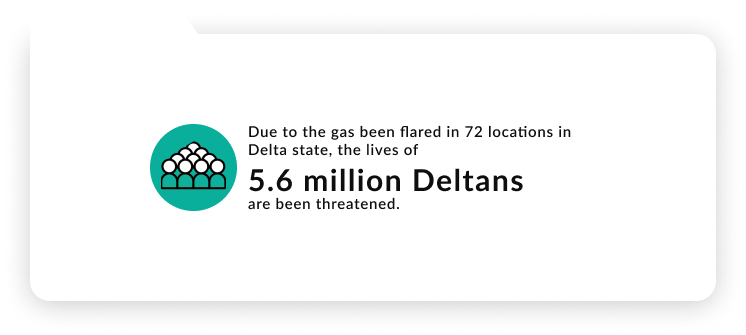 Due to the gas been flared in 72 locations in
Delta state, the lives of
5.6 million Deltans
are been threatened.